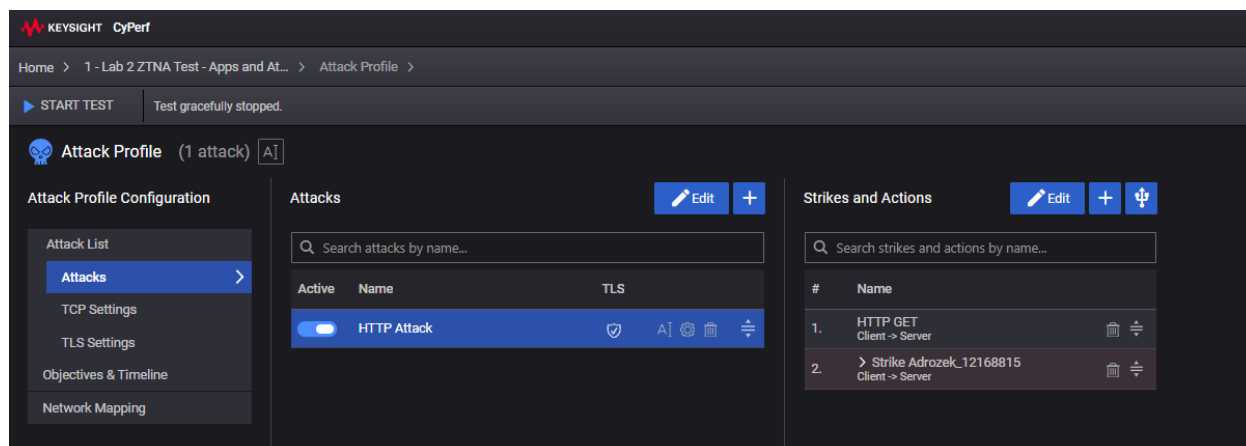 KEYSIGHT CyPerf
Home > 1 - Lab 2 ZTNA Test - Apps and At... > Attack Profile >
START TEST Test gracefully stopped.
Attack Profile (1 attack)
Attack Profile Configuration
Attack List
Attacks
TCP Settings
TLS Settings
Objectives & Timeline
Network Mapping
Attacks Edit +
Search attacks by name...
Active Name TLS
HTTP Attack
Strikes and Actions Edit +
Search strikes and actions by name...
# Name
1. HTTP GET
Client -> Server
2. > Strike Adrozek_12168815
Client -> Server